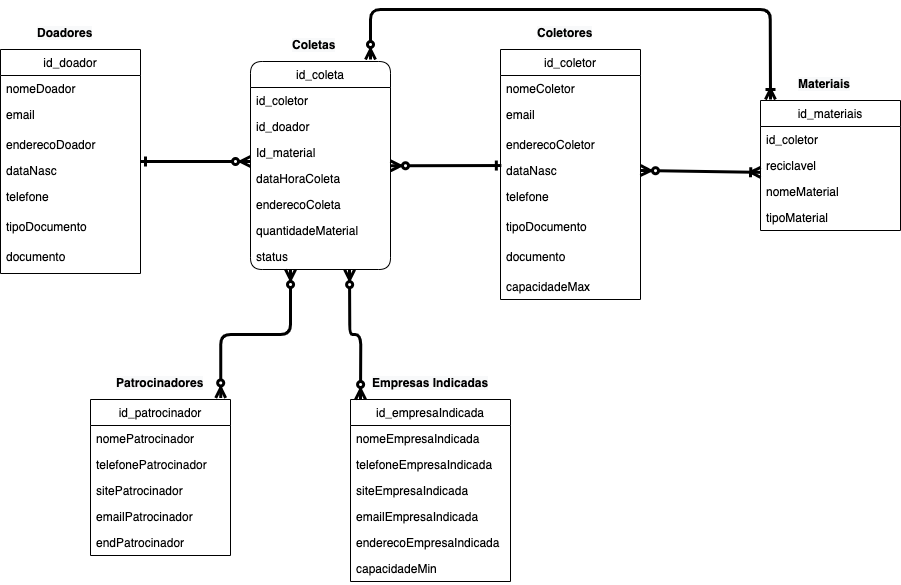 Doadores
id_doador
nomeDoador
email
enderecoDoador
dataNasc
telefone
tipoDocumento
documento
Coletas
id_coleta
id_coletor
id_doador
Id_material
dataHoraColeta
enderecoColeta
quantidadeMaterial
status
Coletores
id_coletor
nomeColetor
email
enderecoColetor
dataNasc
telefone
tipoDocumento
documento
capacidadeMax
Materiais
id_materiais
id_coletor
reciclavel
nomeMaterial
tipoMaterial
Patrocinadores
id_patrocinador
nomePatrocinador
telefonePatrocinador
sitePatrocinador
emailPatrocinador
endPatrocinador
Empresas Indicadas
id_empresaIndicada
nomeEmpresaIndicada
telefoneEmpresaIndicada
siteEmpresaIndicada
emailEmpresaIndicada
enderecoEmpresaIndicada
capacidadeMin